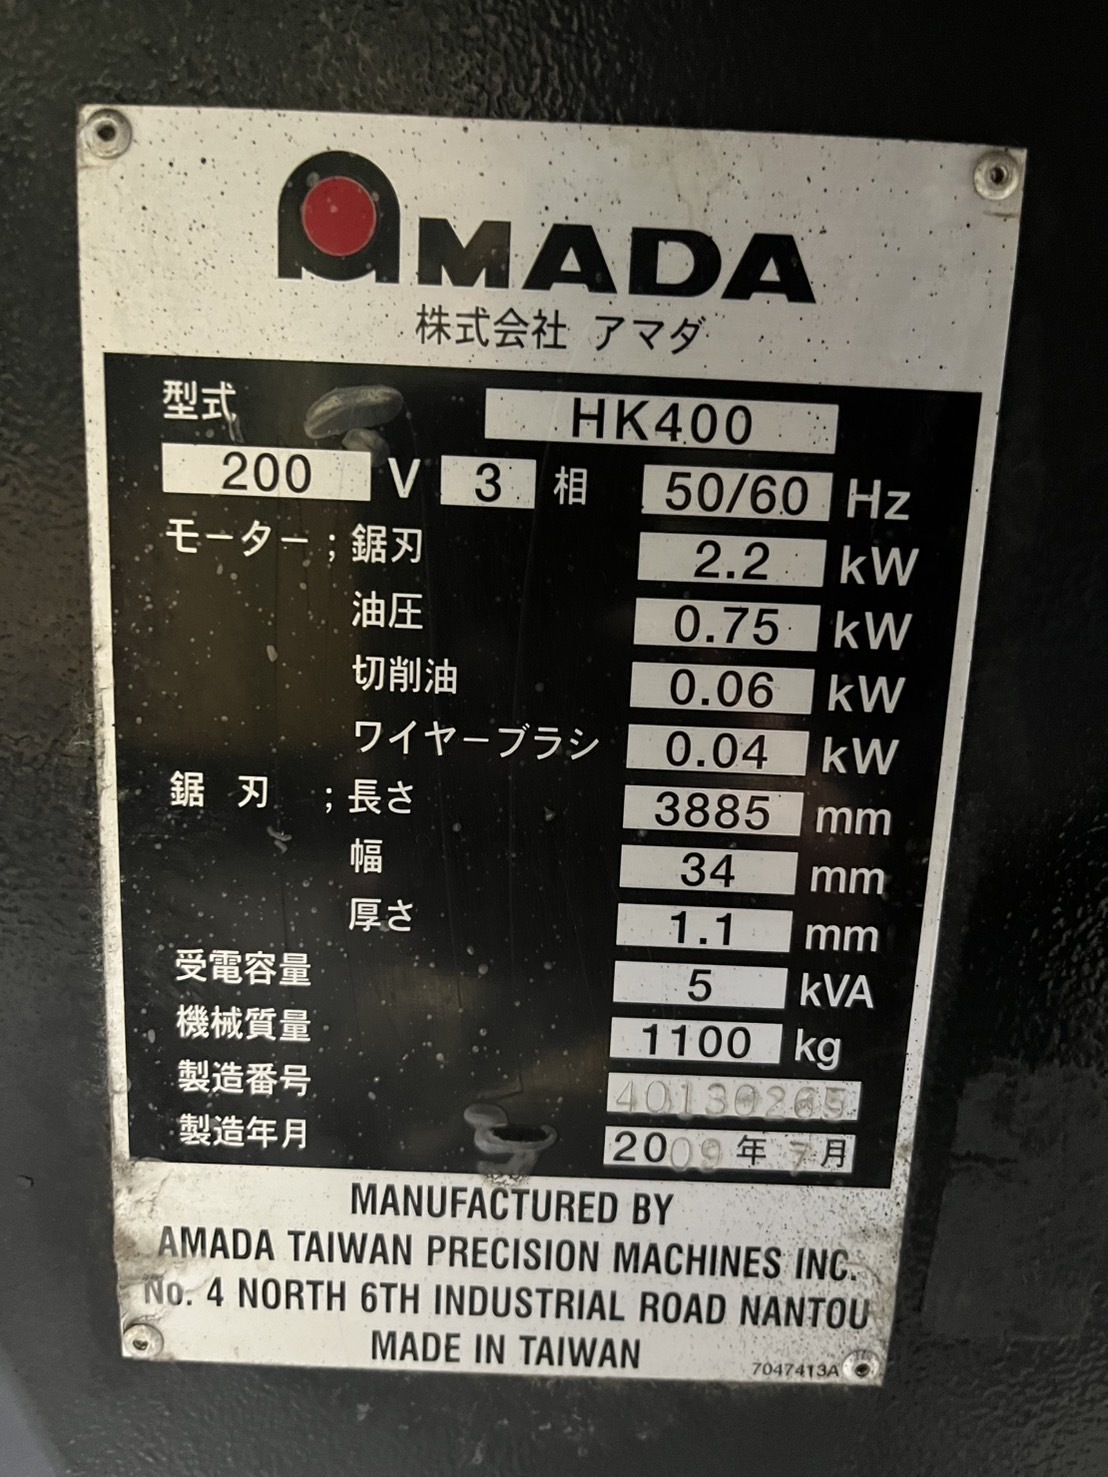 AMADA
株式会社 アマダ
型式 HK400
200 V 3 相 50/60 Hz
モーター ; 鋸刃 2.2 kW
油圧 0.75 kW
切削油 0.06 kW
ワイヤーブラシ 0.04 kW
鋸 刃 ; 長さ 3885 mm
幅 34 mm
厚さ 1.1 mm
受電容量 5 kVA
機械質量 1100 kg
製造番号 40130265
製造年月 2009 年 7 月
MANUFACTURED BY
AMADA TAIWAN PRECISION MACHINES INC.
No. 4 NORTH 6TH INDUSTRIAL ROAD NANTOU
MADE IN TAIWAN
7047413A